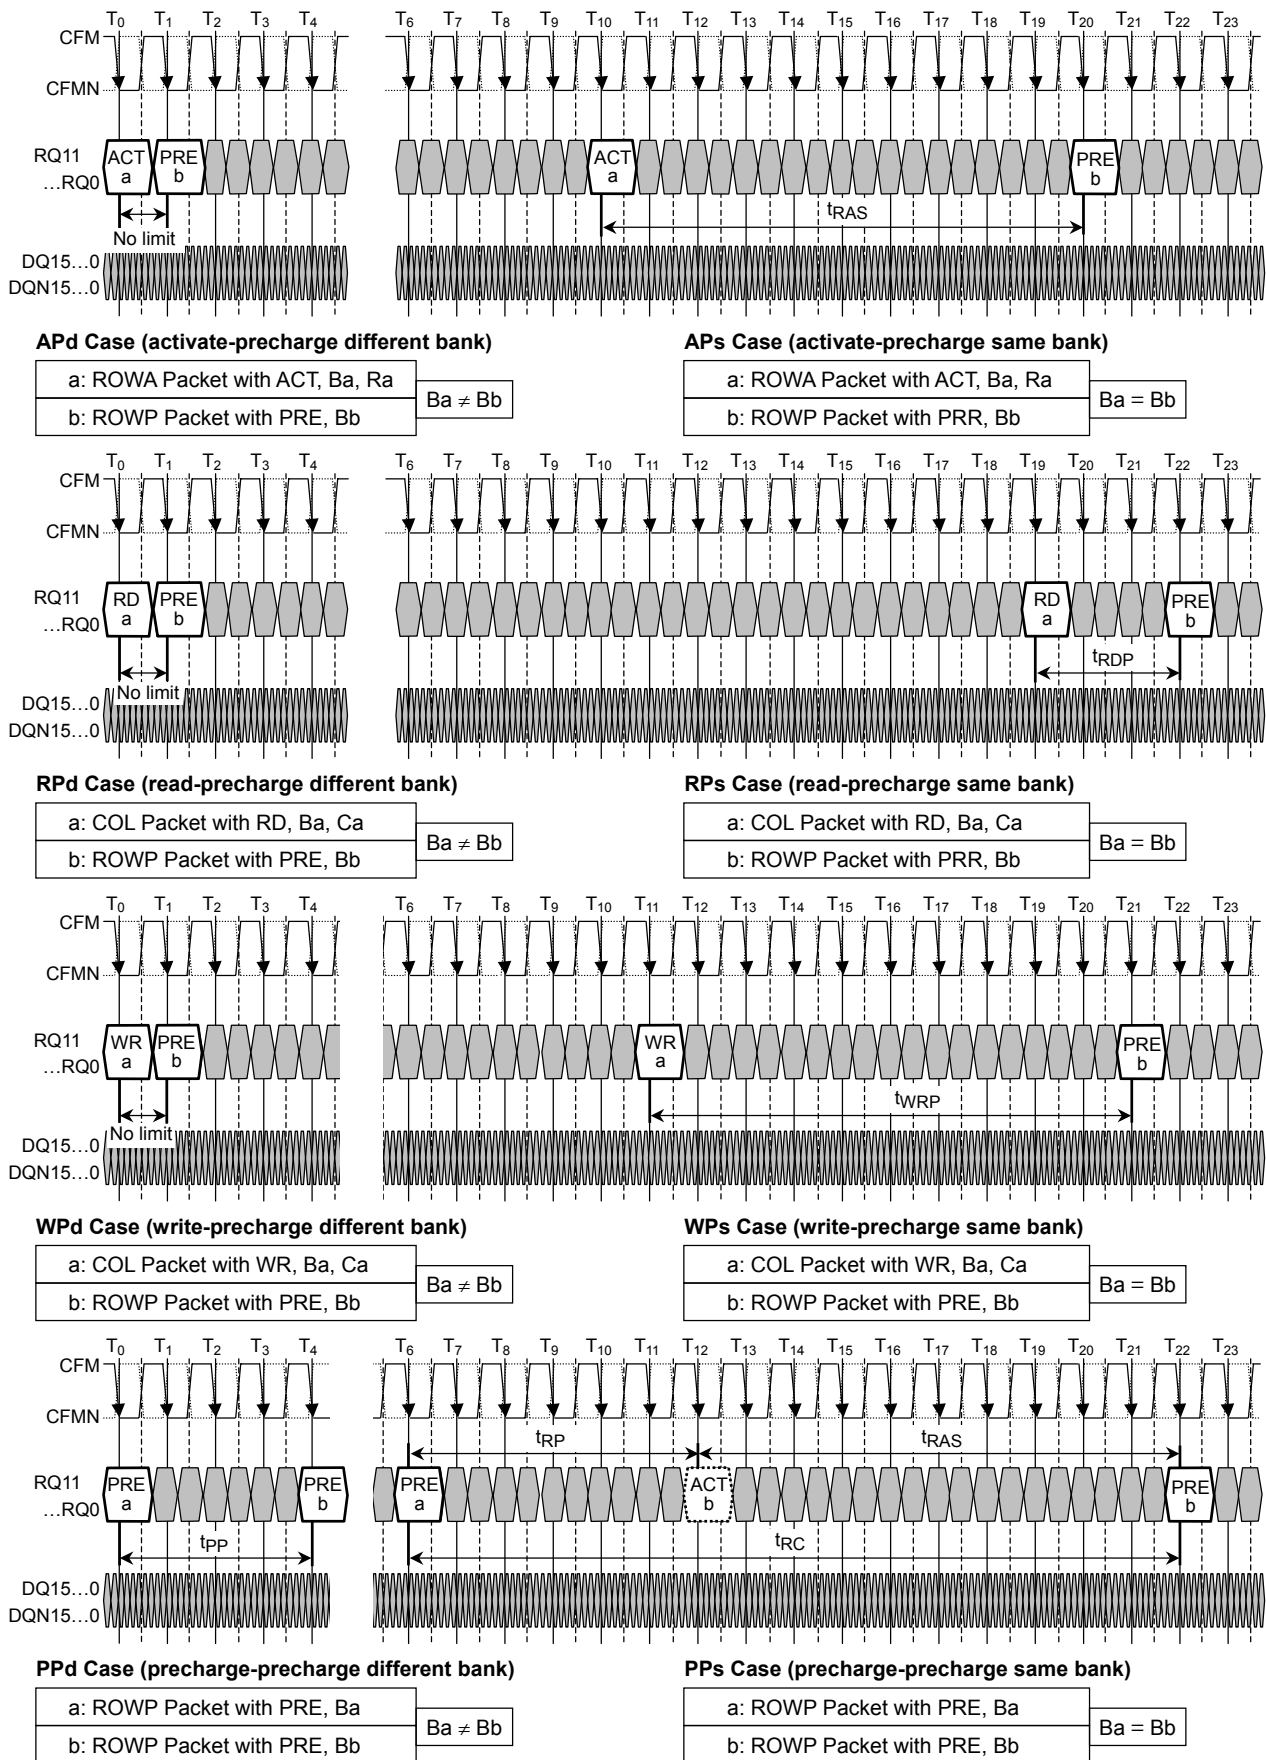 T0 T1 T2 T3 T4 T6 T7 T8 T9 T10 T11 T12 T13 T14 T15 T16 T17 T18 T19 T20 T21 T22 T23
CFM
CFMN
RQ11 ACT PRE ACT PRE
…RQ0 a b a b
No limit tRAS
DQ15…0
DQN15…0
APd Case (activate-precharge different bank) APs Case (activate-precharge same bank)
a: ROWA Packet with ACT, Ba, Ra a: ROWA Packet with ACT, Ba, Ra
Ba ≠ Bb Ba = Bb
b: ROWP Packet with PRE, Bb b: ROWP Packet with PRR, Bb
T0 T1 T2 T3 T4 T6 T7 T8 T9 T10 T11 T12 T13 T14 T15 T16 T17 T18 T19 T20 T21 T22 T23
CFM
CFMN
RQ11 RD PRE RD PRE
…RQ0 a b a b
No limit tRDP
DQ15…0
DQN15…0
RPd Case (read-precharge different bank) RPs Case (read-precharge same bank)
a: COL Packet with RD, Ba, Ca a: COL Packet with RD, Ba, Ca
Ba ≠ Bb Ba = Bb
b: ROWP Packet with PRE, Bb b: ROWP Packet with PRR, Bb
T0 T1 T2 T3 T4 T6 T7 T8 T9 T10 T11 T12 T13 T14 T15 T16 T17 T18 T19 T20 T21 T22 T23
CFM
CFMN
RQ11 WR PRE WR PRE
…RQ0 a b a b
No limit tWRP
DQ15…0
DQN15…0
WPd Case (write-precharge different bank) WPs Case (write-precharge same bank)
a: COL Packet with WR, Ba, Ca a: COL Packet with WR, Ba, Ca
Ba ≠ Bb Ba = Bb
b: ROWP Packet with PRE, Bb b: ROWP Packet with PRE, Bb
T0 T1 T2 T3 T4 T6 T7 T8 T9 T10 T11 T12 T13 T14 T15 T16 T17 T18 T19 T20 T21 T22 T23
CFM
CFMN
tRP tRAS
RQ11 PRE PRE PRE ACT PRE
…RQ0 a b a b b
tPP tRC
DQ15…0
DQN15…0
PPd Case (precharge-precharge different bank) PPs Case (precharge-precharge same bank)
a: ROWP Packet with PRE, Ba a: ROWP Packet with PRE, Ba
Ba ≠ Bb Ba = Bb
b: ROWP Packet with PRE, Bb b: ROWP Packet with PRE, Bb